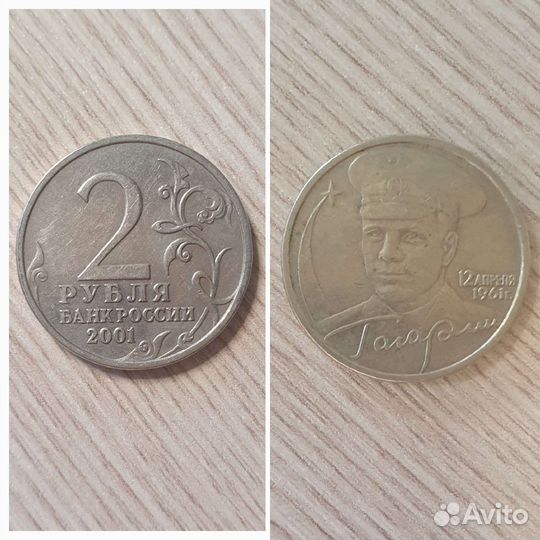 2
РУБЛЯ
БАНК РОССИИ
2001
12 АПРЕЛЯ
1961 г.
Гагарин
Avito